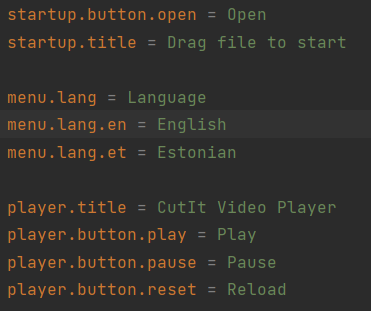 startup.button.open = Open
startup.title = Drag file to start
menu.lang = Language
menu.lang.en = English
menu.lang.et = Estonian
player.title = CutIt Video Player
player.button.play = Play
player.button.pause = Pause
player.button.reset = Reload